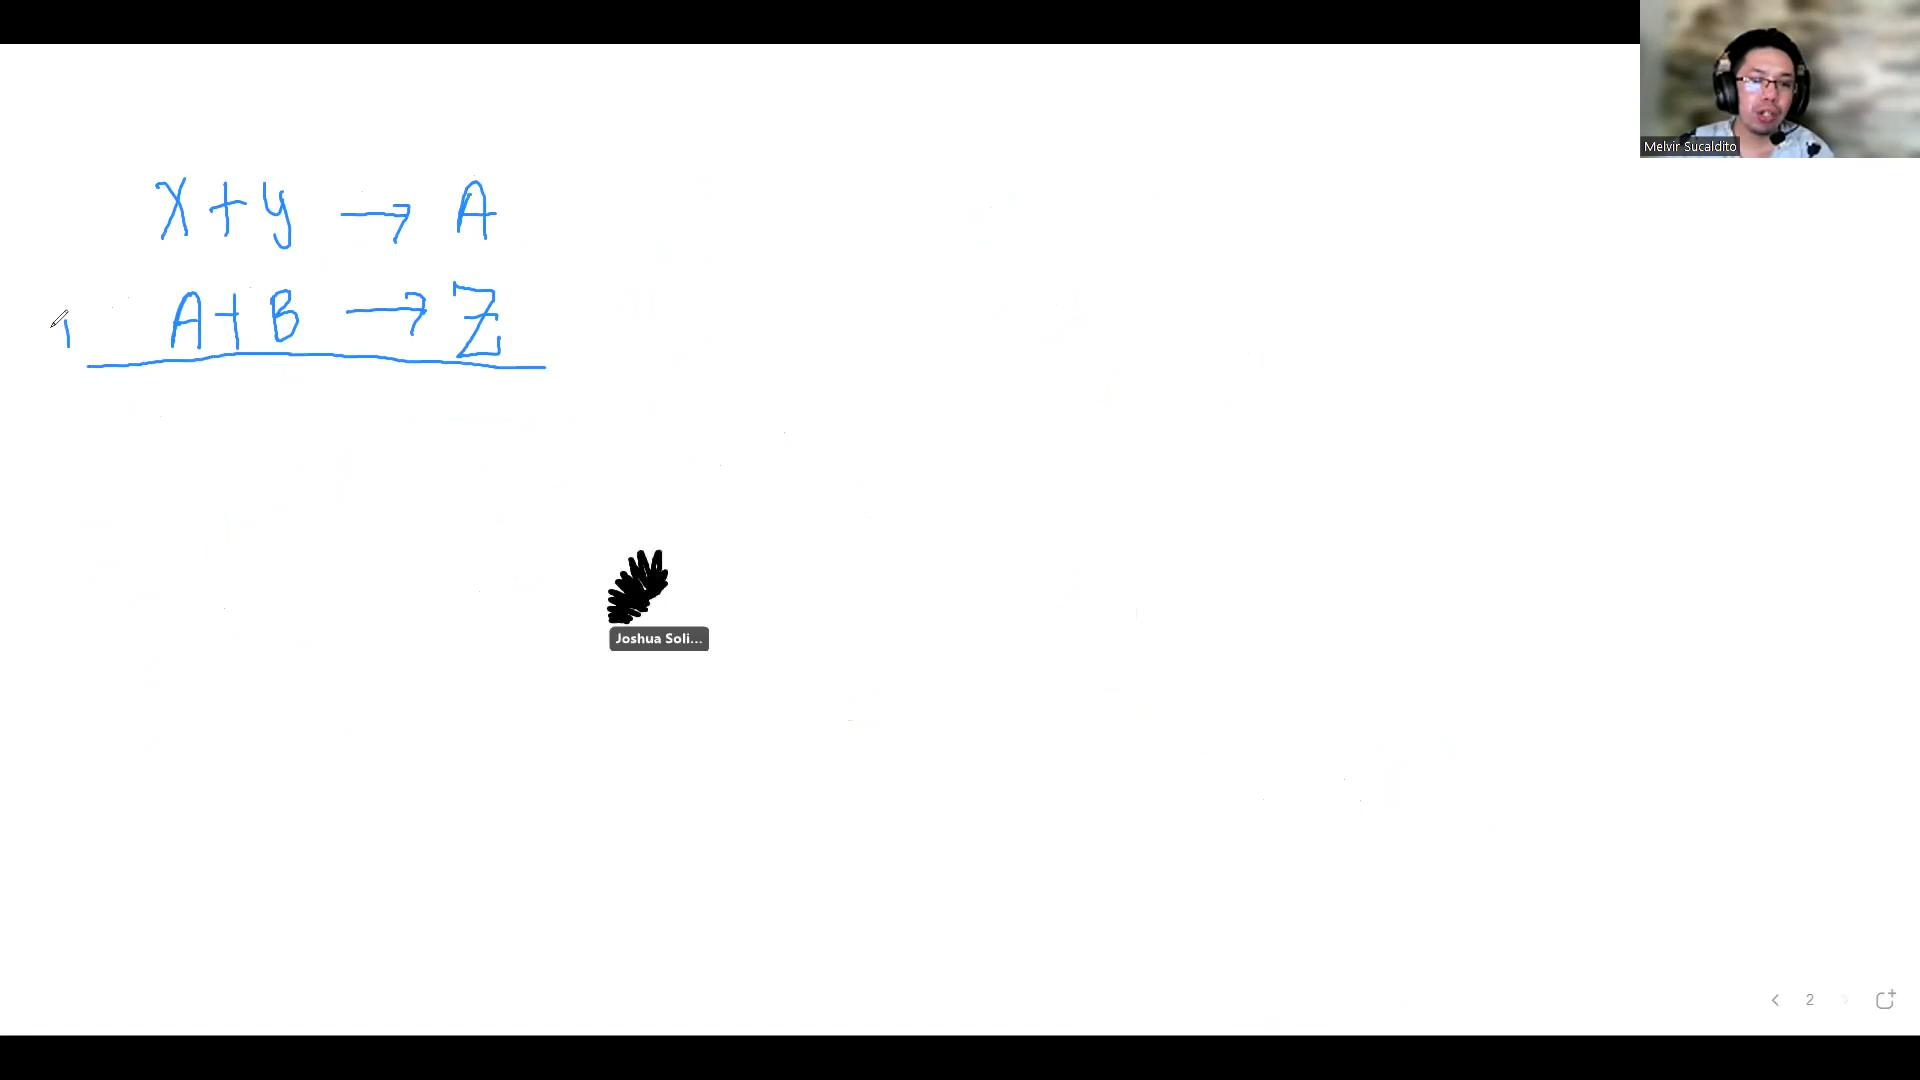 Melvir Sucaldito
X + y → A
A + B → Z
Joshua Soli...
2